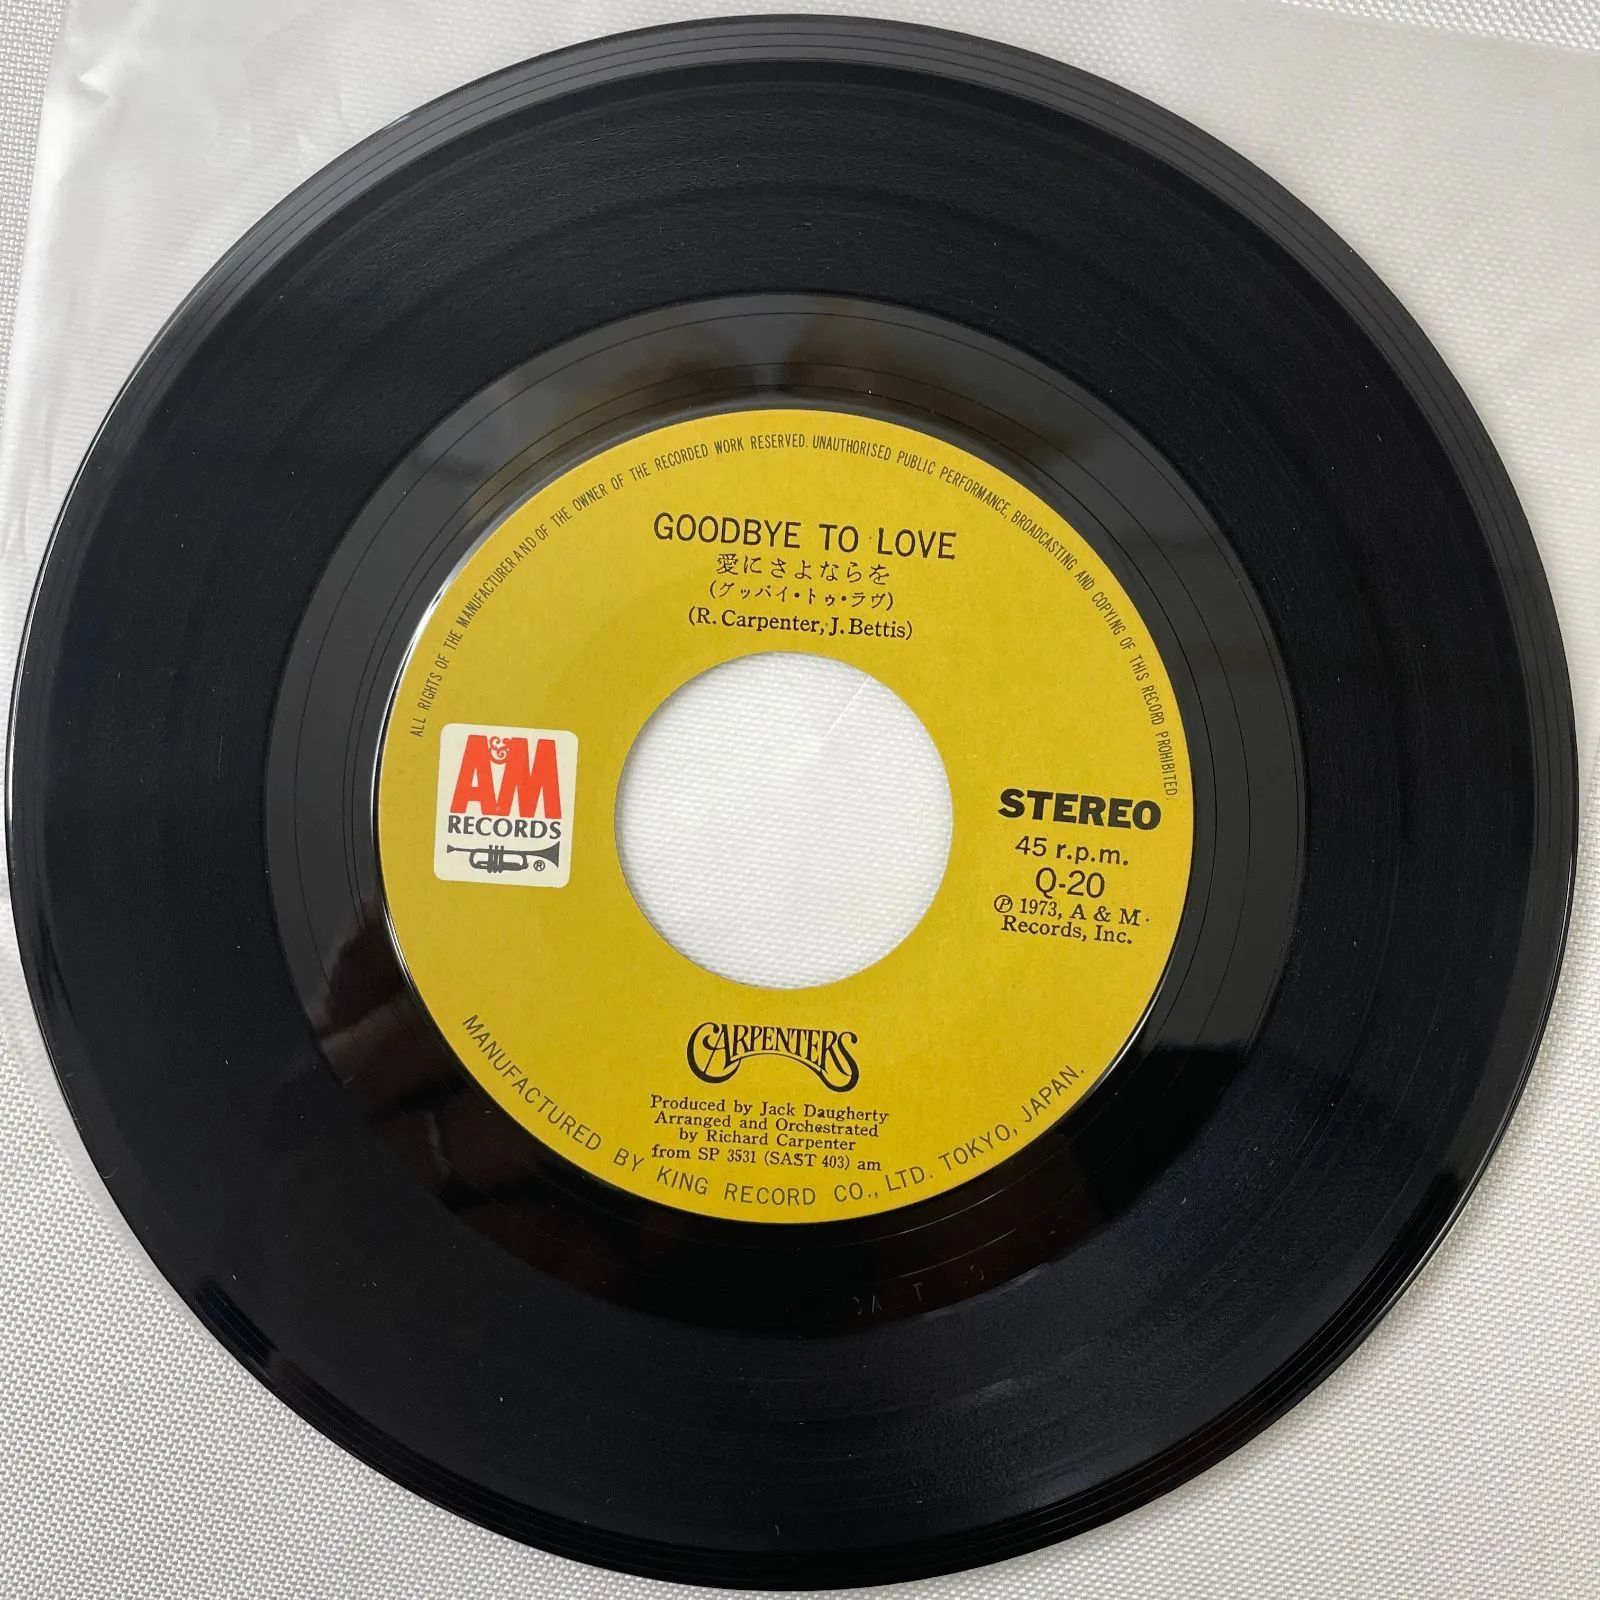 ALL RIGHTS OF THE MANUFACTURER AND OF THE OWNER OF THE RECORDED WORK RESERVED. UNAUTHORISED PUBLIC PERFORMANCE, BROADCASTING AND COPYING OF THIS RECORD PROHIBITED.
GOODBYE TO LOVE
愛にさよならを
(グッバイ・トゥ・ラヴ)
(R. Carpenter, J. Bettis)
A&M
RECORDS
®
STEREO
45 r.p.m.
Q-20
Ⓟ 1973, A & M
Records, Inc.
CARPENTERS
Produced by Jack Daugherty
Arranged and Orchestrated
by Richard Carpenter
from SP 3531 (SAST 403) am
MANUFACTURED BY KING RECORD CO., LTD. TOKYO, JAPAN.